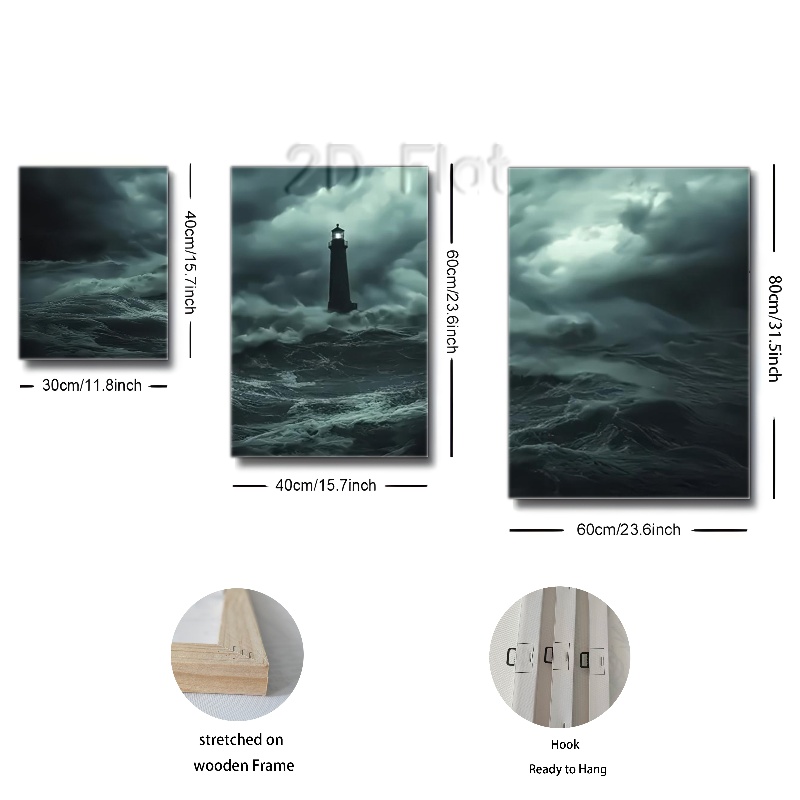 2D Flat
40cm/15.7inch
30cm/11.8inch
60cm/23.6inch
40cm/15.7inch
80cm/31.5inch
60cm/23.6inch
stretched on
wooden Frame
Hook
Ready to Hang